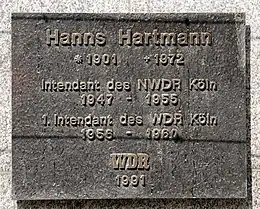 Hanns Hartmann
*1901 +1972
Intendant des NWDR Köln
1947 - 1955
1. Intendant des WDR Köln
1956 - 1960
WDR
1991